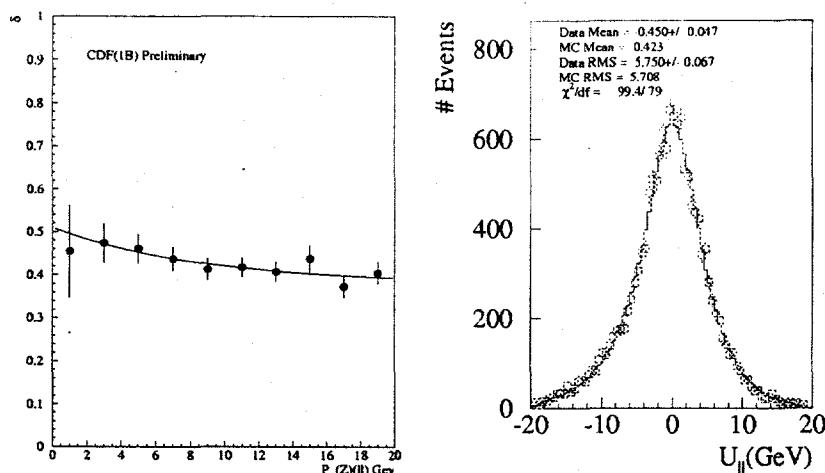 δ
1
0.9
0.8
0.7
0.6
0.5
0.4
0.3
0.2
0.1
0
CDF(1B) Preliminary
0 2 4 6 8 10 12 14 16 18 20
P (Z)(ll) Gev
Data Mean = -0.450+/- 0.047
MC Mean = 0.423
Data RMS = 5.750+/- 0.067
MC RMS = 5.708
χ²/df = 99.4/79
# Events
800
600
400
200
0
-20 -10 0 10 20
U||(GeV)